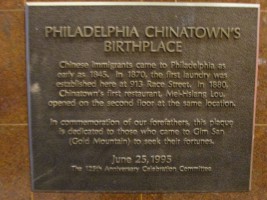 PHILADELPHIA CHINATOWN'S
BIRTHPLACE
Chinese immigrants came to Philadelphia as
early as 1845. In 1870, the first laundry was
established here at 913 Race Street. In 1880,
Chinatown's first restaurant, Mei-Hsiang Lou,
opened on the second floor at the same location.
In commemoration of our forefathers, this plaque
is dedicated to those who came to Gim San
(Gold Mountain) to seek their fortunes.
June 25, 1995
The 125th Anniversary Celebration Committee